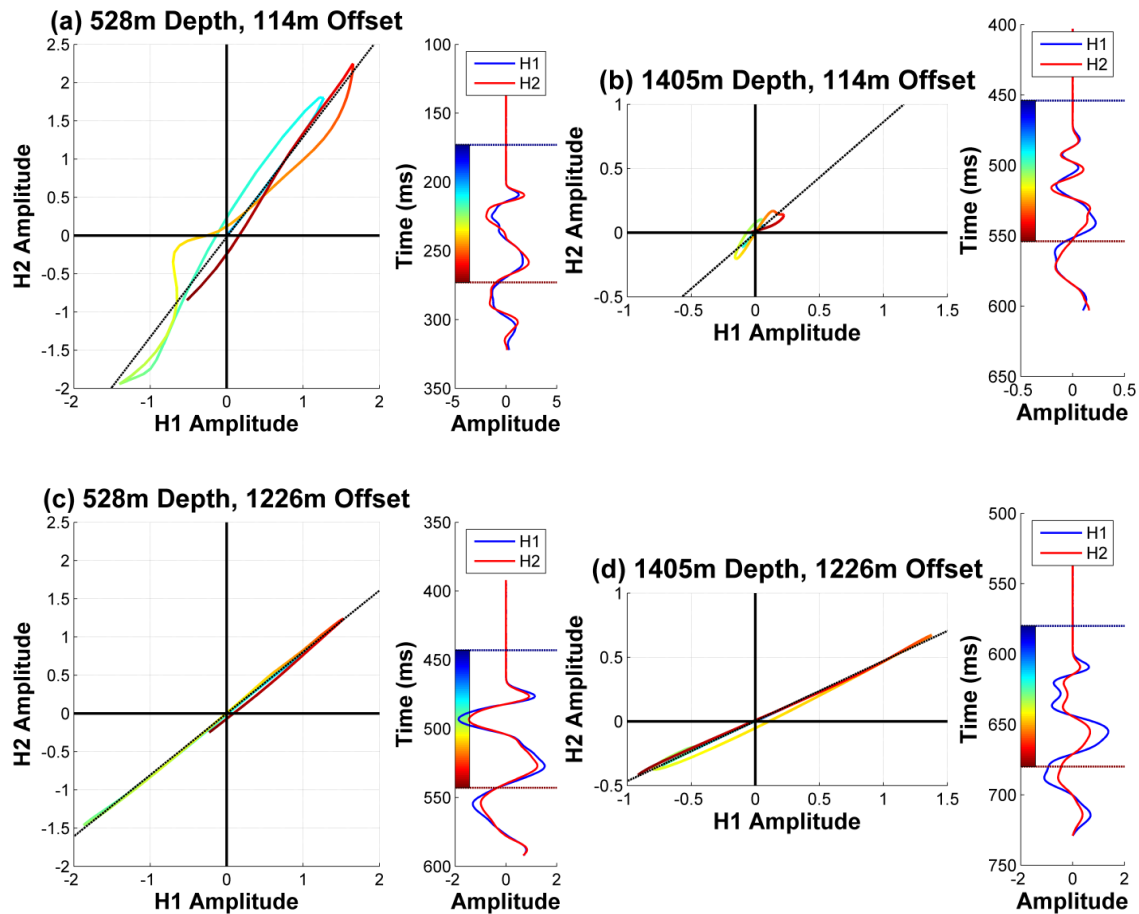 (a) 528m Depth, 114m Offset
2.5
2
1.5
1
0.5
0
-0.5
-1
-1.5
-2
H2 Amplitude
-2 -1 0 1 2
H1 Amplitude
100
150
200
250
300
350
Time (ms)
H1
H2
-5 0 5
Amplitude
(b) 1405m Depth, 114m Offset
1
0.5
0
-0.5
H2 Amplitude
-1 -0.5 0 0.5 1 1.5
H1 Amplitude
400
450
500
550
600
650
Time (ms)
H1
H2
-0.5 0 0.5
Amplitude
(c) 528m Depth, 1226m Offset
2.5
2
1.5
1
0.5
0
-0.5
-1
-1.5
-2
H2 Amplitude
-2 -1 0 1 2
H1 Amplitude
350
400
450
500
550
600
Time (ms)
H1
H2
-5 0 5
Amplitude
(d) 1405m Depth, 1226m Offset
1
0.5
0
-0.5
H2 Amplitude
-1 -0.5 0 0.5 1 1.5
H1 Amplitude
500
550
600
650
700
750
Time (ms)
H1
H2
-2 0 2
Amplitude